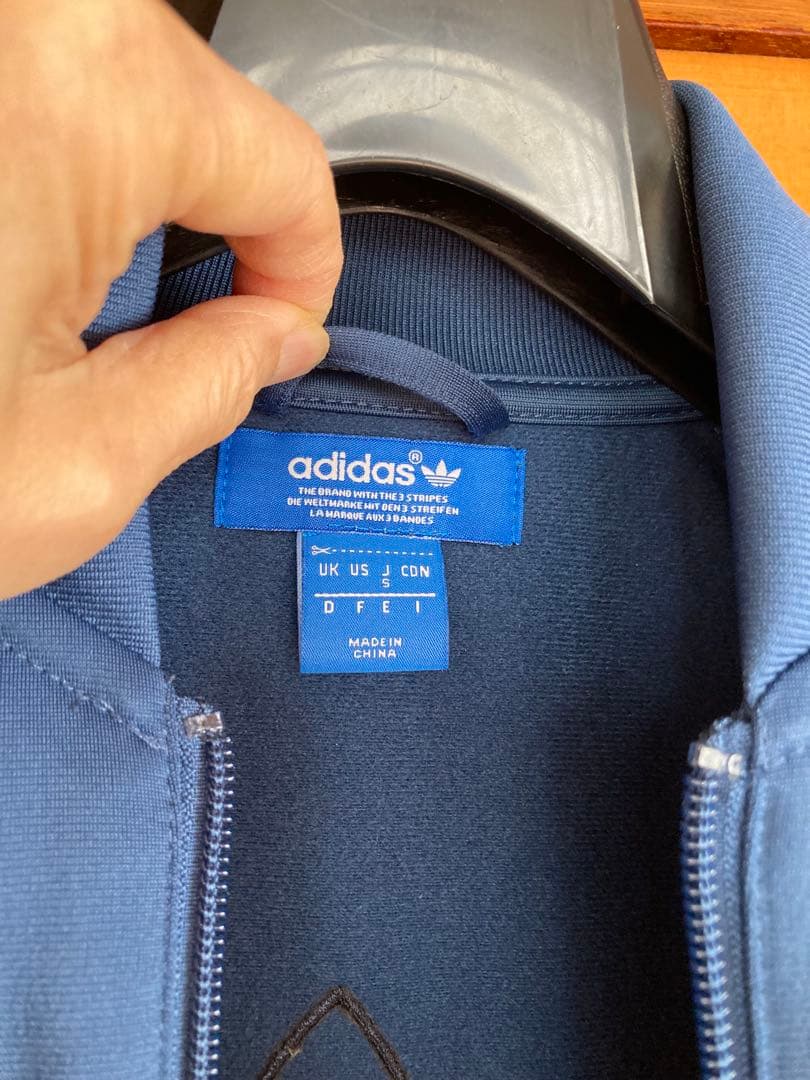 adidas®
THE BRAND WITH THE 3 STRIPES
DIE WELTMARKE MIT DEN 3 STREIFEN
LA MARQUE AUX 3 BANDES
UK US J CDN
S
D F E I
MADE IN
CHINA